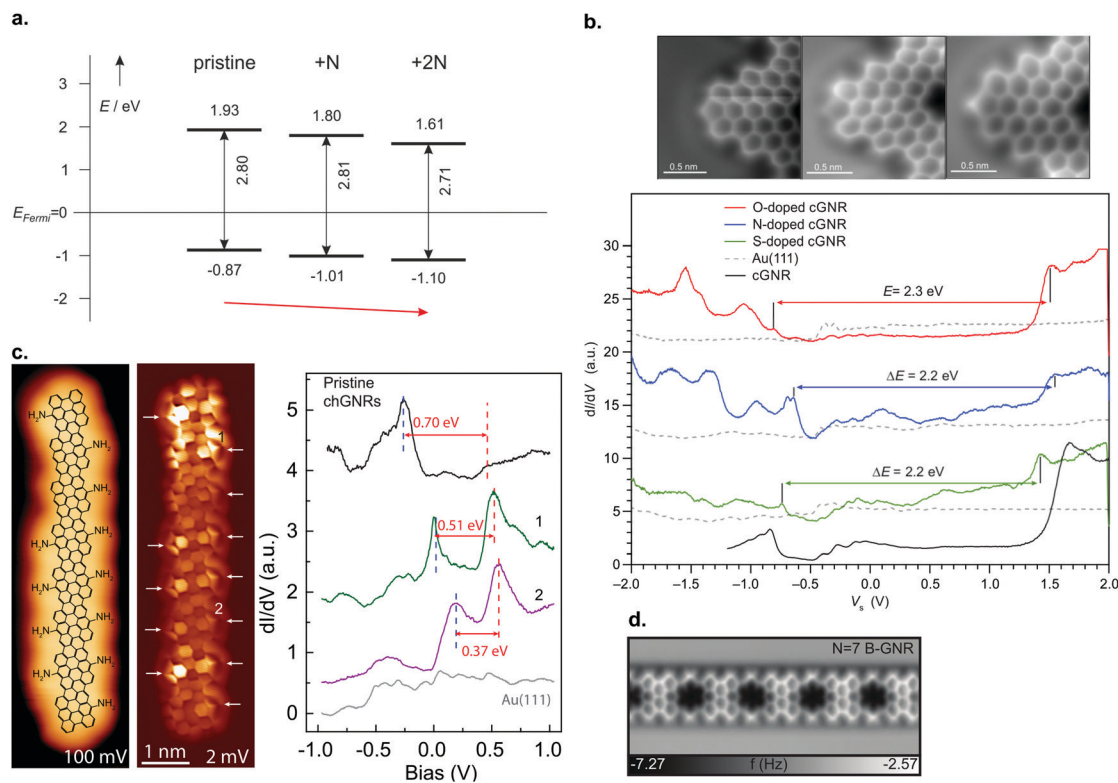 a.
pristine +N +2N
E / eV
3
2
1
E_Fermi=0
-1
-2
1.93 1.80 1.61
2.80 2.81 2.71
-0.87 -1.01 -1.10
b.
0.5 nm 0.5 nm 0.5 nm
O-doped cGNR
N-doped cGNR
S-doped cGNR
Au(111)
cGNR
dI/dV (a.u.)
30
25
20
15
10
5
0
E= 2.3 eV
ΔE = 2.2 eV
ΔE = 2.2 eV
−2.0 −1.5 −1.0 −0.5 0.0 0.5 1.0 1.5 2.0
Vs (V)
c.
H2N
NH2
NH2
H2N
NH2
H2N
NH2
H2N
NH2
100 mV
1
2
1 nm 2 mV
Pristine
chGNRs
dI/dV (a.u.)
5
4
3
2
1
0
0.70 eV
0.51 eV
1
2
0.37 eV
Au(111)
-1.0 -0.5 0.0 0.5 1.0
Bias (V)
d.
N=7 B-GNR
-7.27 f (Hz) -2.57